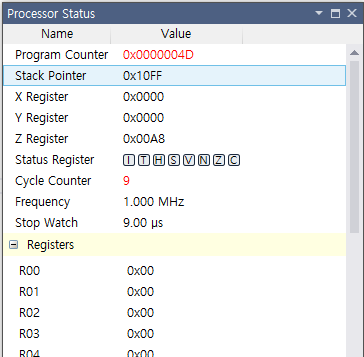 Processor Status
Name Value
Program Counter 0x0000004D
Stack Pointer 0x10FF
X Register 0x0000
Y Register 0x0000
Z Register 0x00A8
Status Register I T H S V N Z C
Cycle Counter 9
Frequency 1.000 MHz
Stop Watch 9.00 µs
Registers
R00 0x00
R01 0x00
R02 0x00
R03 0x00
R04 0x00